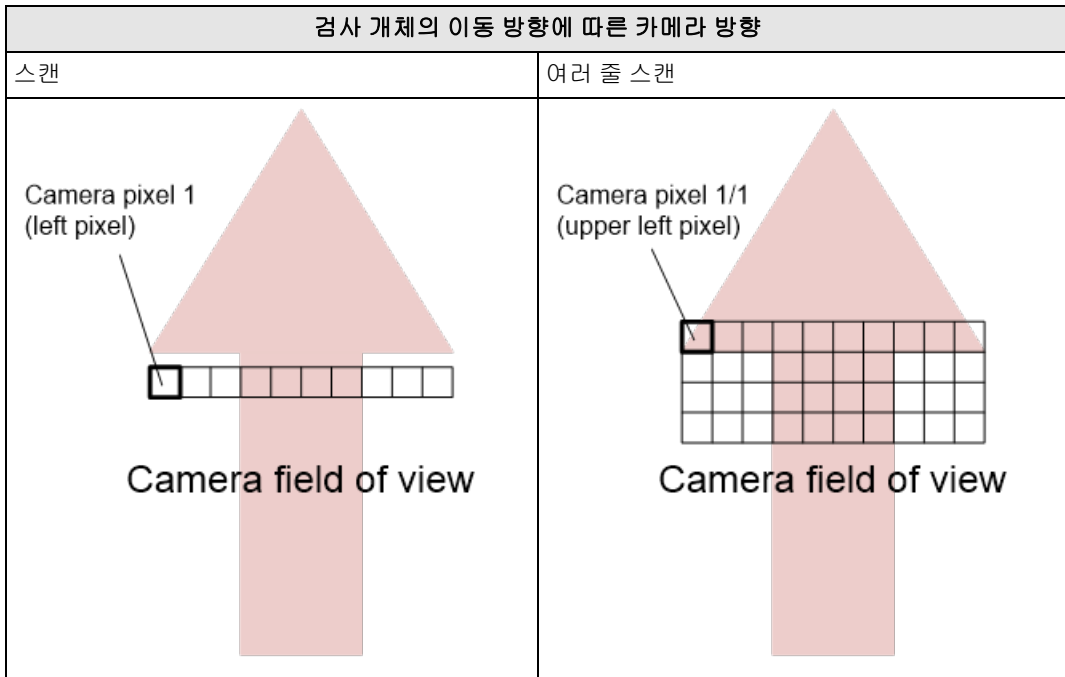 검사 개체의 이동 방향에 따른 카메라 방향
스캔
여러 줄 스캔
Camera pixel 1
(left pixel)
Camera field of view
Camera pixel 1/1
(upper left pixel)
Camera field of view